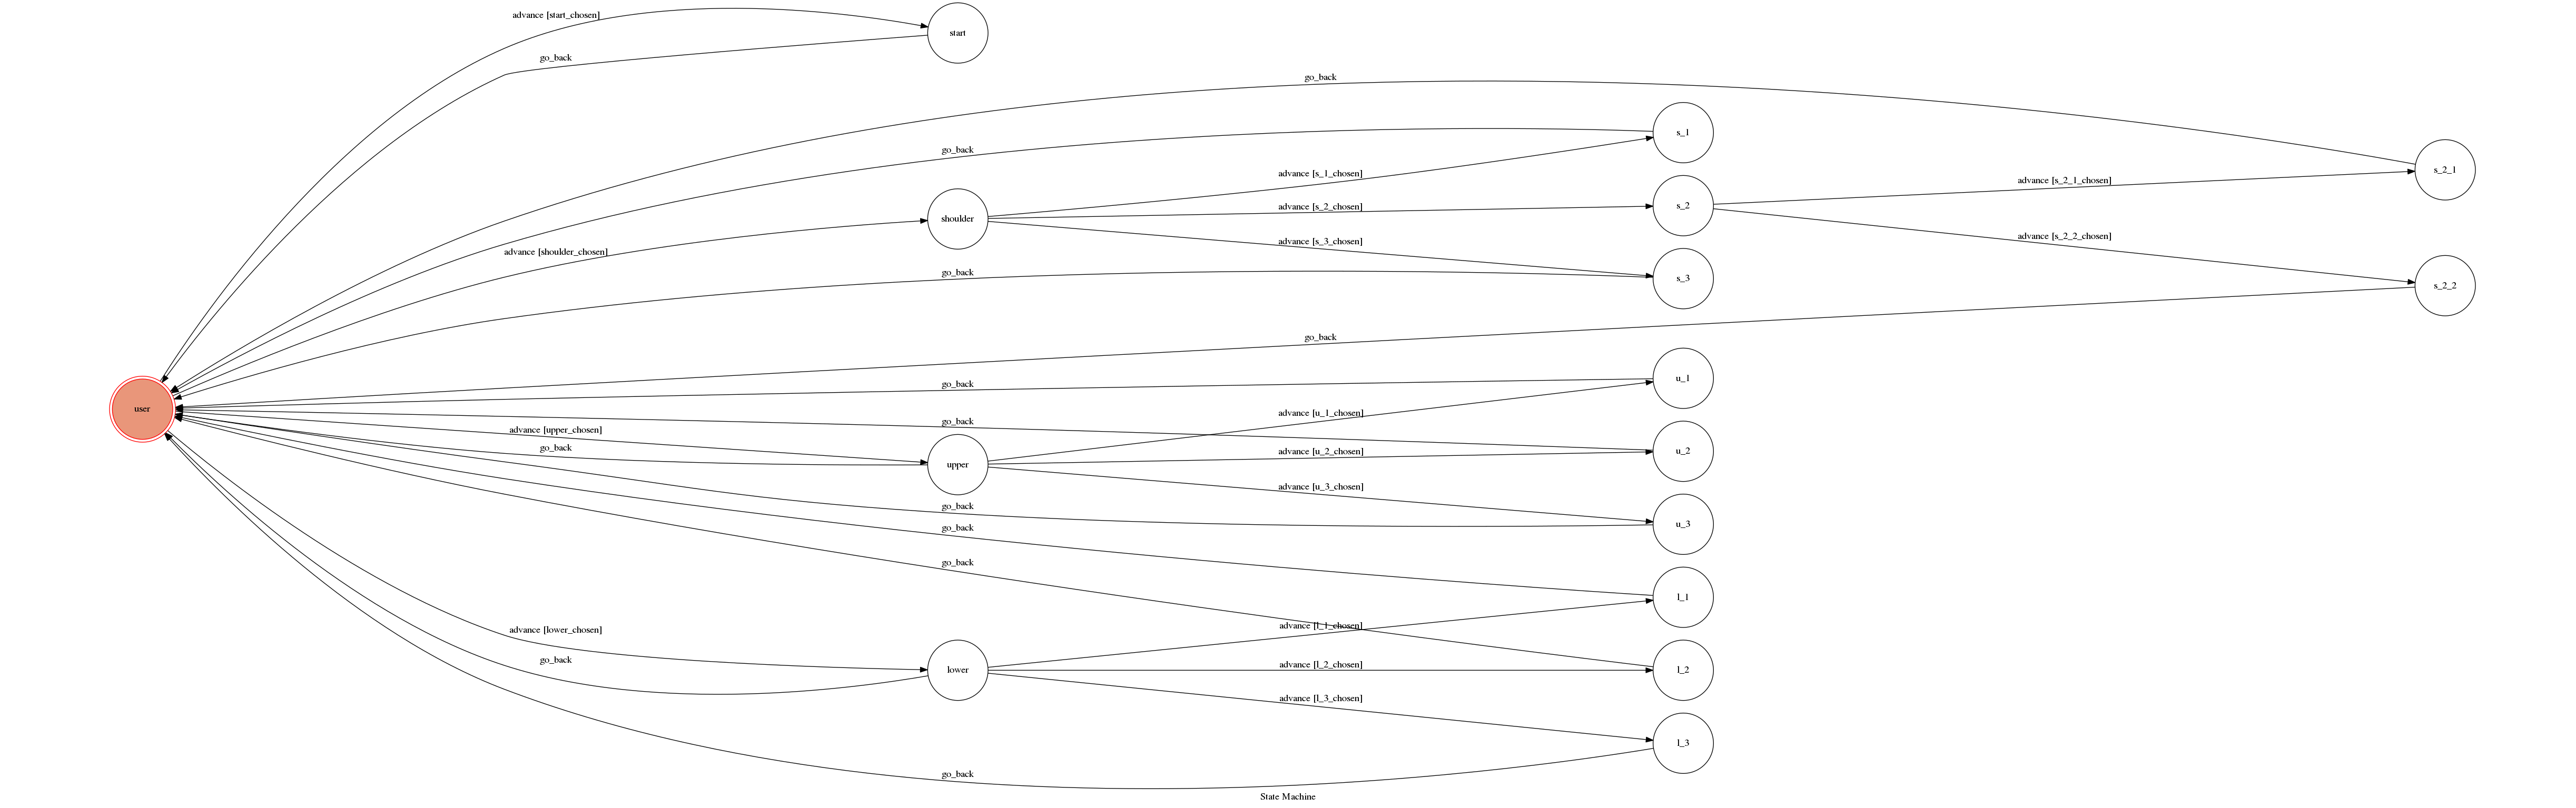 advance [start_chosen]
start
go_back
go_back
s_1
go_back
s_2_1
advance [s_1_chosen]
advance [s_2_1_chosen]
s_2
advance [s_2_chosen]
shoulder
advance [s_2_2_chosen]
advance [s_3_chosen]
advance [shoulder_chosen]
go_back
s_3
s_2_2
go_back
u_1
go_back
user
advance [u_1_chosen]
go_back
advance [upper_chosen]
go_back
advance [u_2_chosen]
u_2
upper
advance [u_3_chosen]
go_back
u_3
go_back
go_back
l_1
advance [l_1_chosen]
advance [lower_chosen]
go_back
advance [l_2_chosen]
lower
l_2
advance [l_3_chosen]
l_3
go_back
State Machine